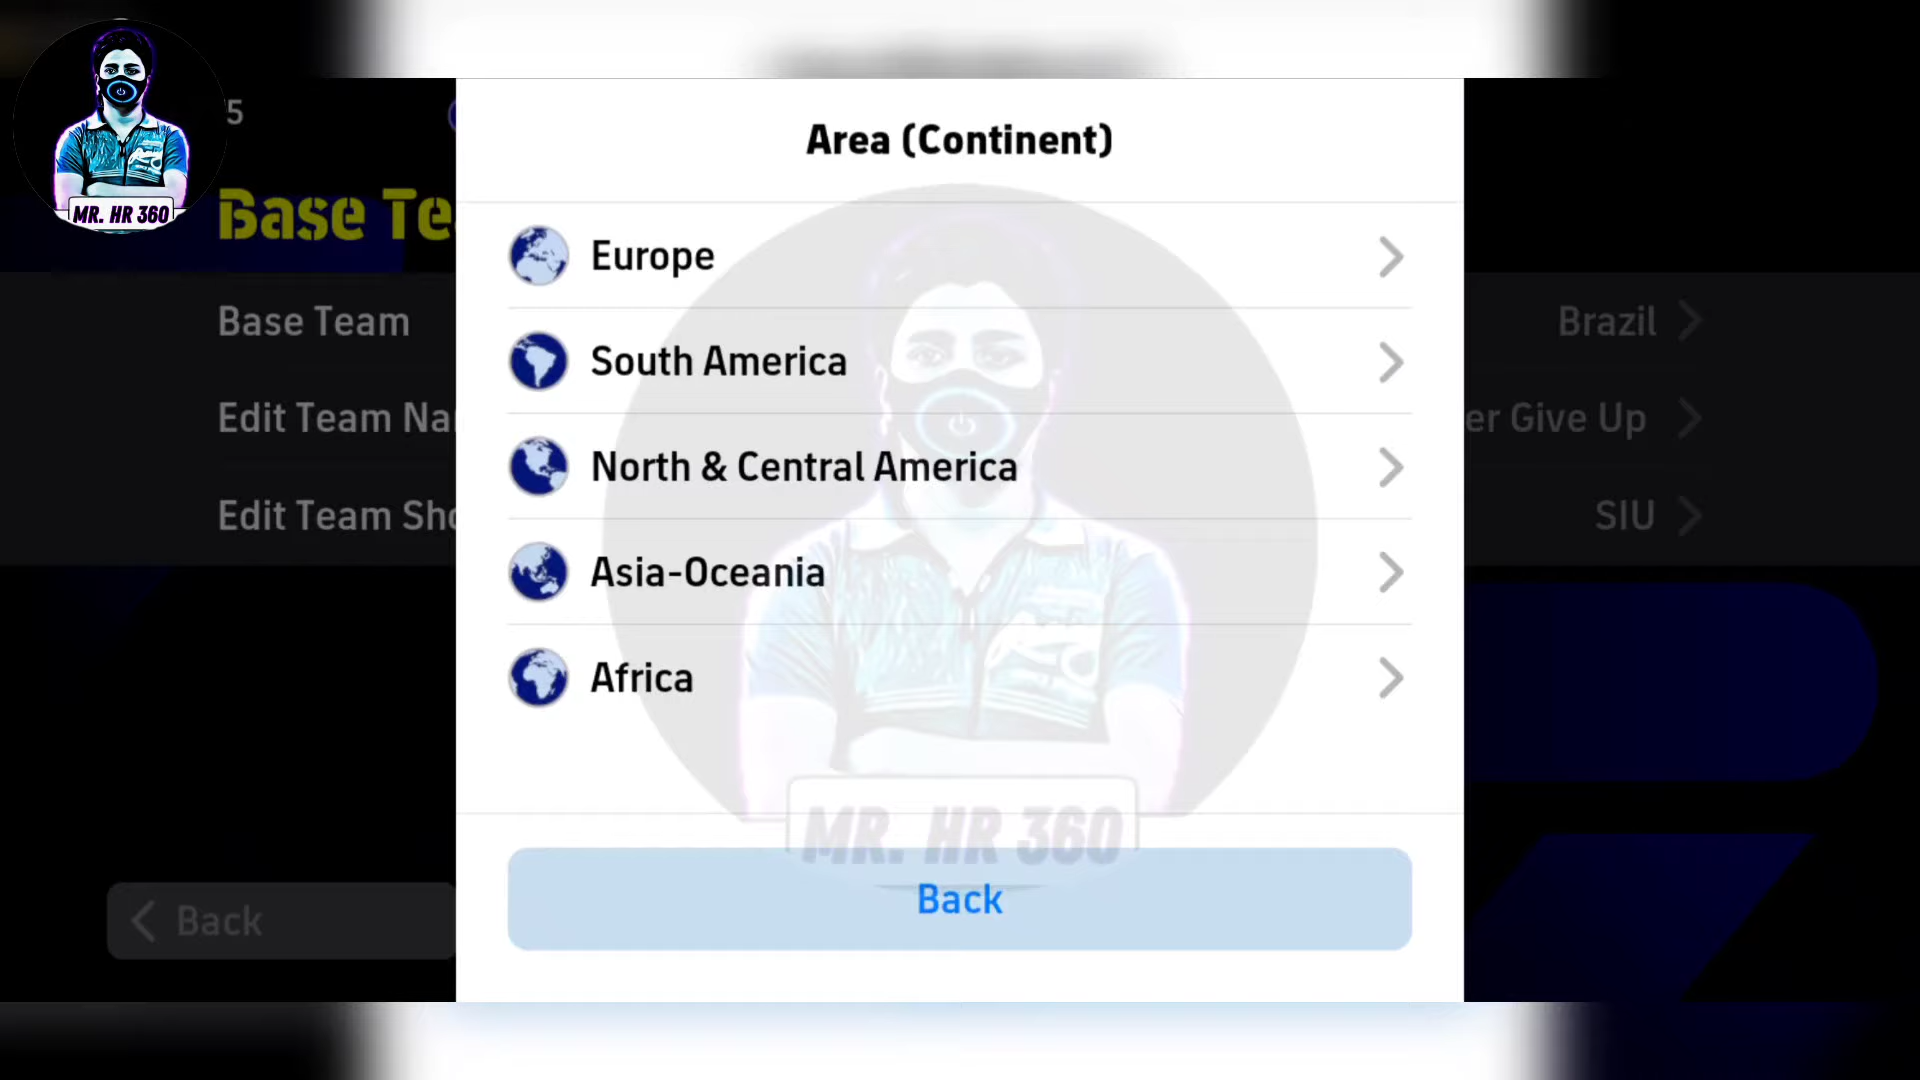 MR. HR 360
5
Base Te
Base Team
Brazil
Edit Team Na
er Give Up
Edit Team Sho
SIU
Back
Area (Continent)
Europe
South America
North & Central America
Asia-Oceania
Africa
MR. HR 360
Back